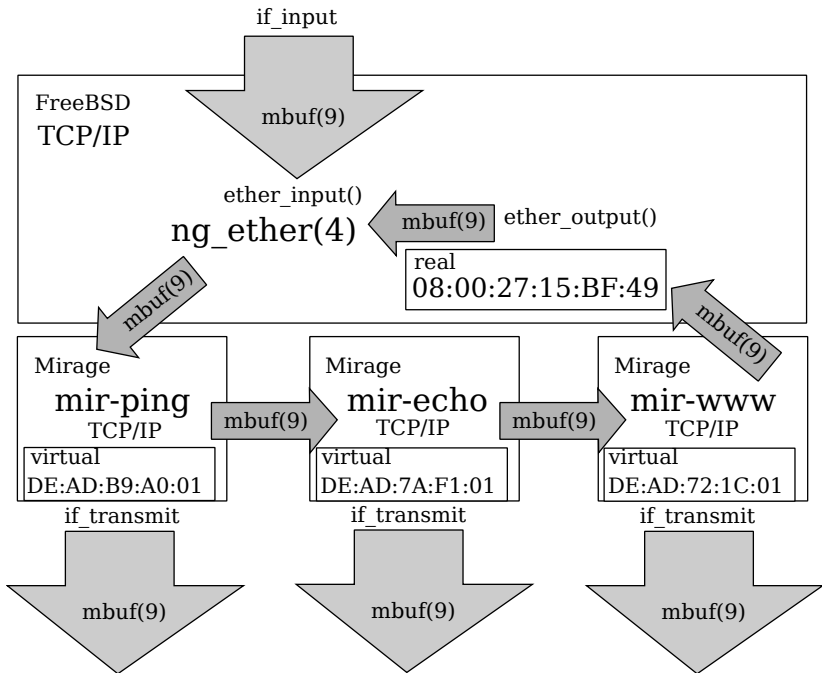 if_input
mbuf(9)
FreeBSD
TCP/IP
ether_input()
ng_ether(4)
mbuf(9)
ether_output()
real
08:00:27:15:BF:49
mbuf(9)
mbuf(9)
Mirage
mir-ping
TCP/IP
virtual
DE:AD:B9:A0:01
mbuf(9)
Mirage
mir-echo
TCP/IP
virtual
DE:AD:7A:F1:01
mbuf(9)
Mirage
mir-www
TCP/IP
virtual
DE:AD:72:1C:01
if_transmit
mbuf(9)
if_transmit
mbuf(9)
if_transmit
mbuf(9)